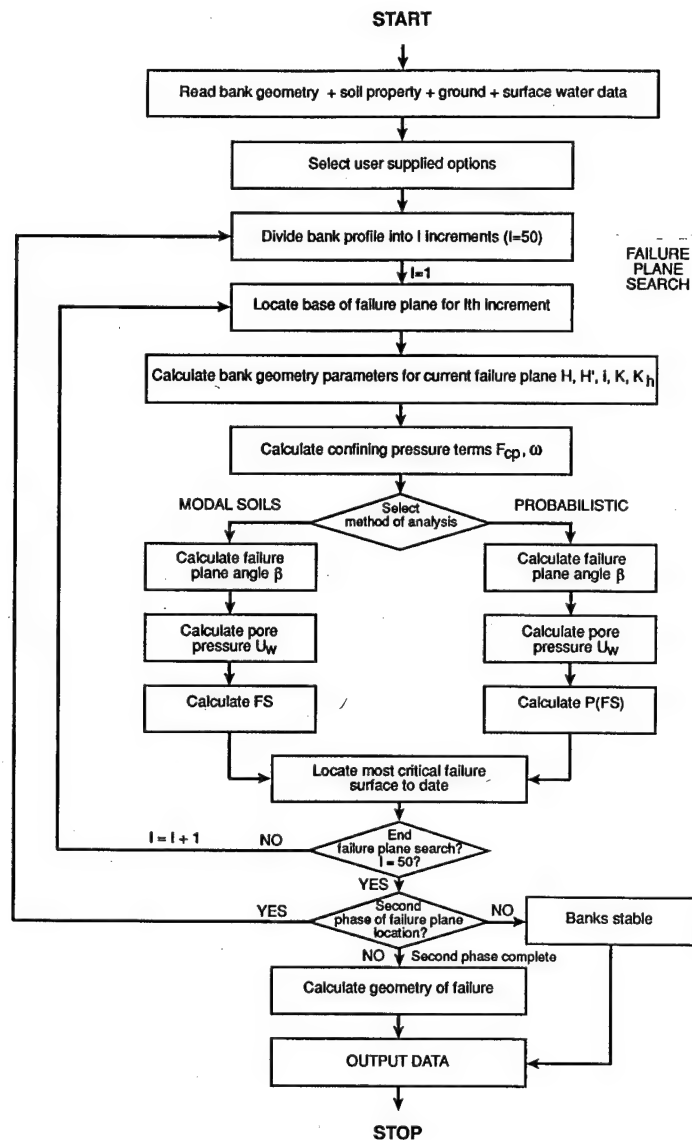 START
Read bank geometry + soil property + ground + surface water data
Select user supplied options
Divide bank profile into I increments (I=50)
FAILURE
PLANE
SEARCH
I=1
Locate base of failure plane for Ith increment
Calculate bank geometry parameters for current failure plane H, H', i, K, Kh
Calculate confining pressure terms Fcp, ω
MODAL SOILS
Select
method of analysis
PROBABILISTIC
Calculate failure
plane angle β
Calculate failure
plane angle β
Calculate pore
pressure Uw
Calculate pore
pressure Uw
Calculate FS
Calculate P(FS)
Locate most critical failure
surface to date
I = I + 1
NO
End
failure plane search?
I = 50?
YES
YES
Second
phase of failure plane
location?
NO
Banks stable
NO
Second phase complete
Calculate geometry of failure
OUTPUT DATA
STOP